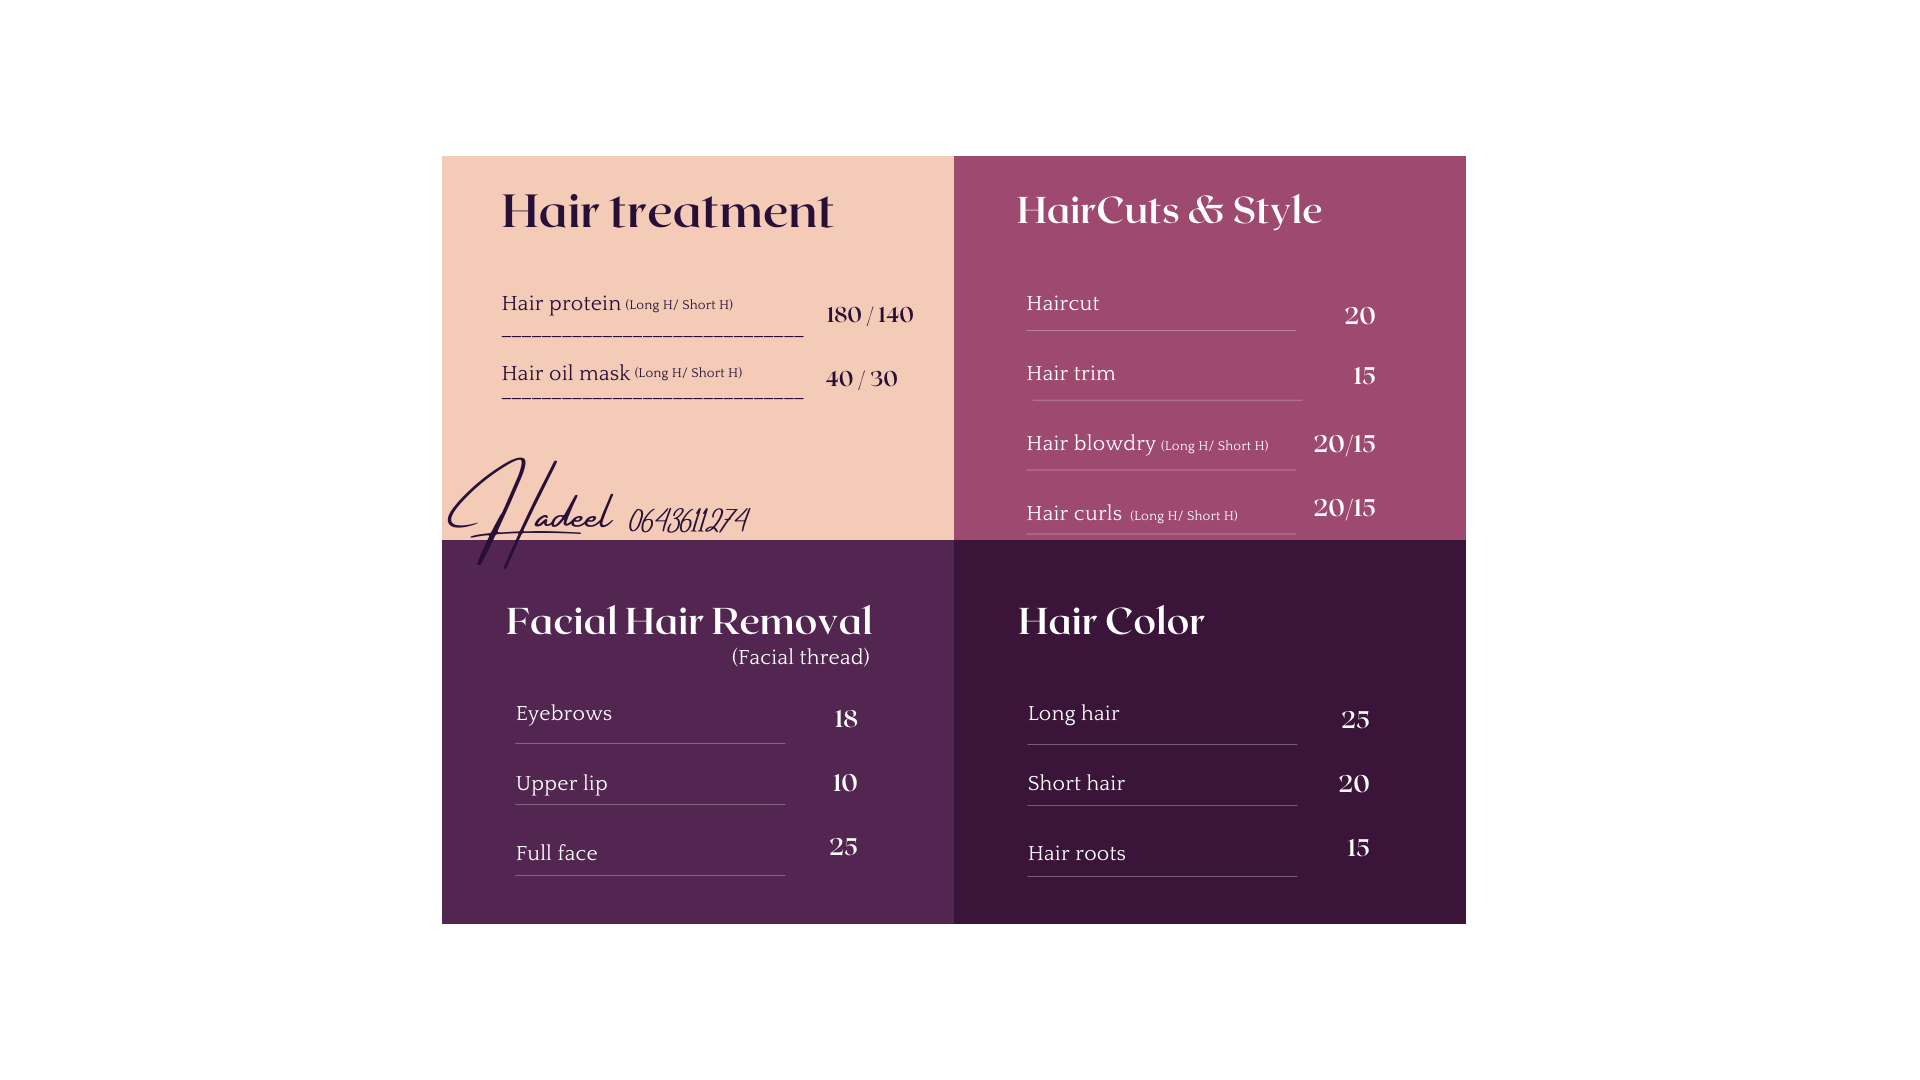 Hair treatment
Hair protein (Long H/ Short H) 180 / 140
Hair oil mask (Long H/ Short H) 40 / 30
Hadeel 0643611274
HairCuts & Style
Haircut 20
Hair trim 15
Hair blowdry (Long H/ Short H) 20/15
Hair curls (Long H/ Short H) 20/15
Facial Hair Removal
(Facial thread)
Eyebrows 18
Upper lip 10
Full face 25
Hair Color
Long hair 25
Short hair 20
Hair roots 15